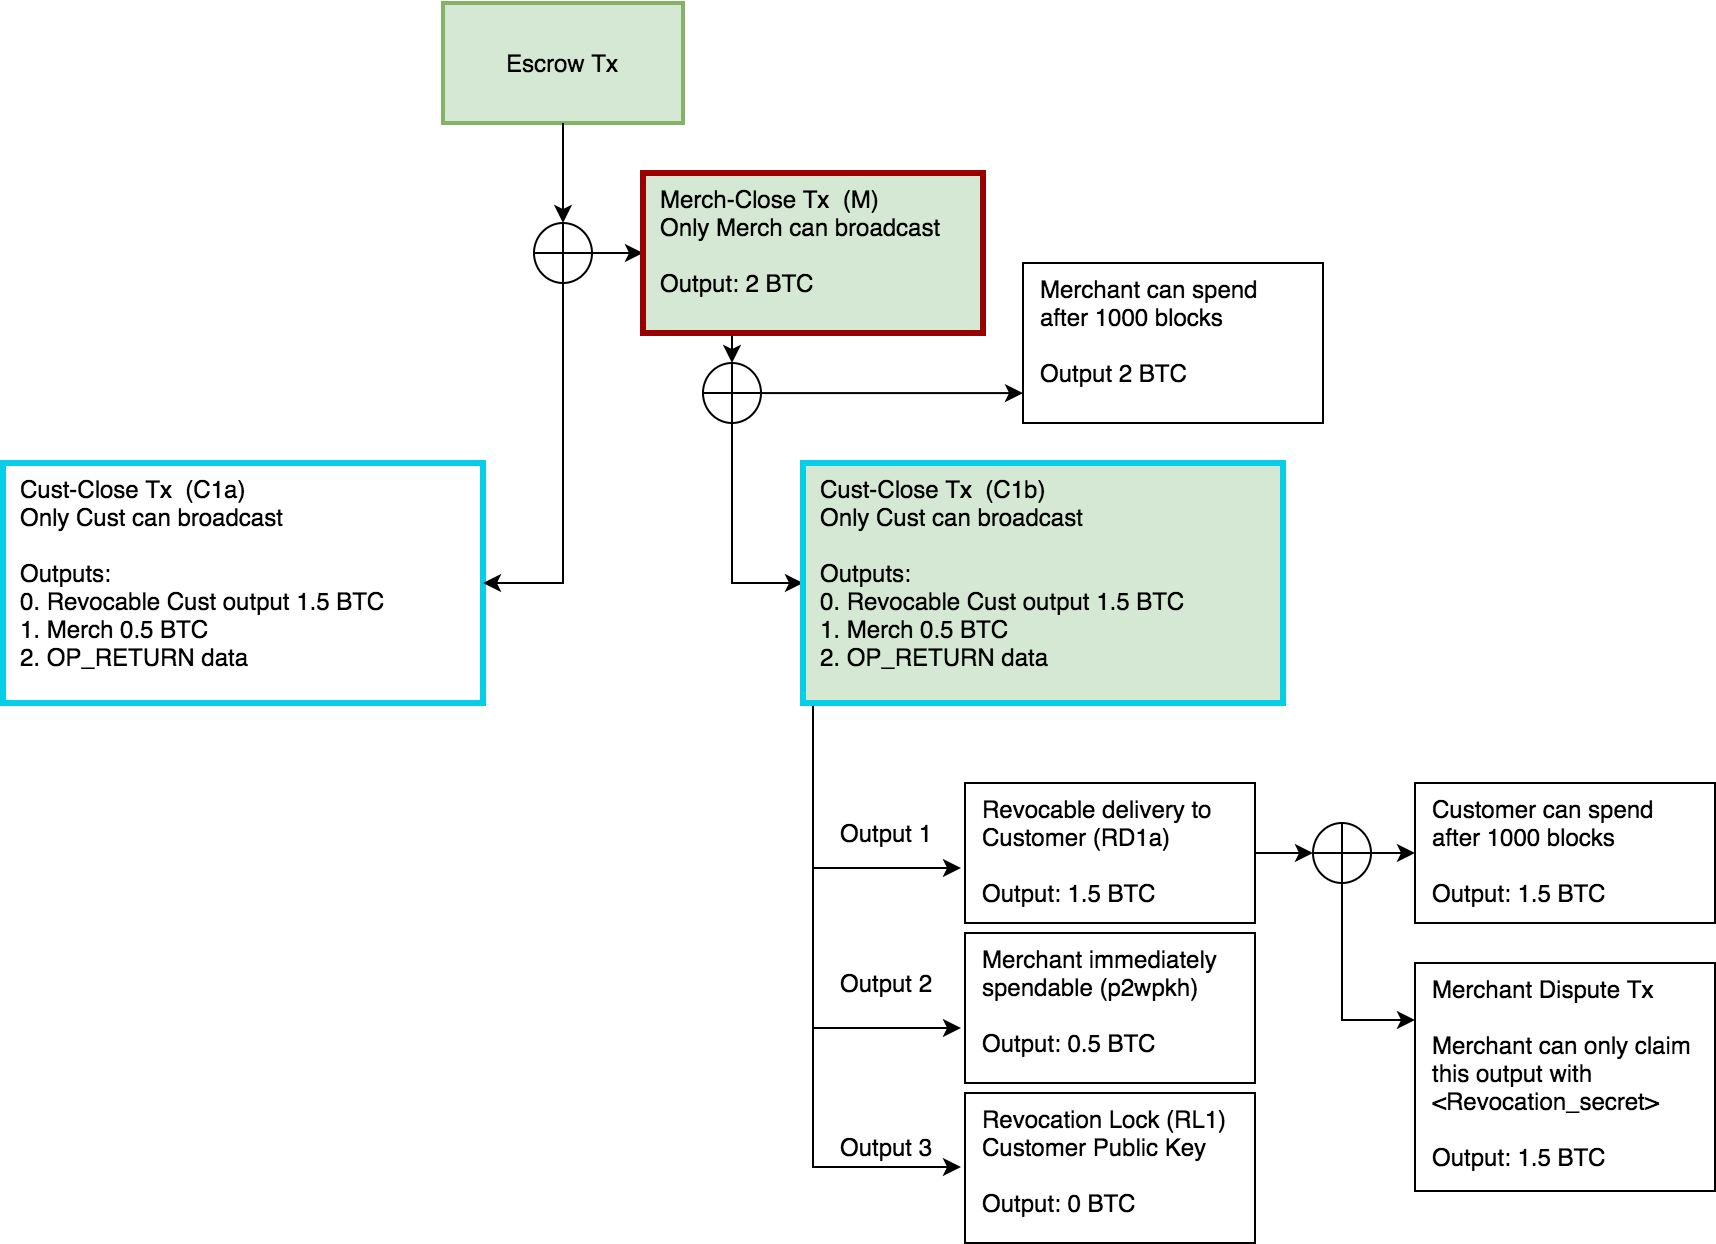 Escrow Tx
Merch-Close Tx  (M)
Only Merch can broadcast
Output: 2 BTC
Merchant can spend
after 1000 blocks
Output 2 BTC
Cust-Close Tx  (C1a)
Only Cust can broadcast
Outputs:
0. Revocable Cust output 1.5 BTC
1. Merch 0.5 BTC
2. OP_RETURN data
Cust-Close Tx  (C1b)
Only Cust can broadcast
Outputs:
0. Revocable Cust output 1.5 BTC
1. Merch 0.5 BTC
2. OP_RETURN data
Output 1
Revocable delivery to
Customer (RD1a)
Output: 1.5 BTC
Customer can spend
after 1000 blocks
Output: 1.5 BTC
Output 2
Merchant immediately
spendable (p2wpkh)
Output: 0.5 BTC
Merchant Dispute Tx
Merchant can only claim
this output with
<Revocation_secret>
Output: 1.5 BTC
Output 3
Revocation Lock (RL1)
Customer Public Key
Output: 0 BTC